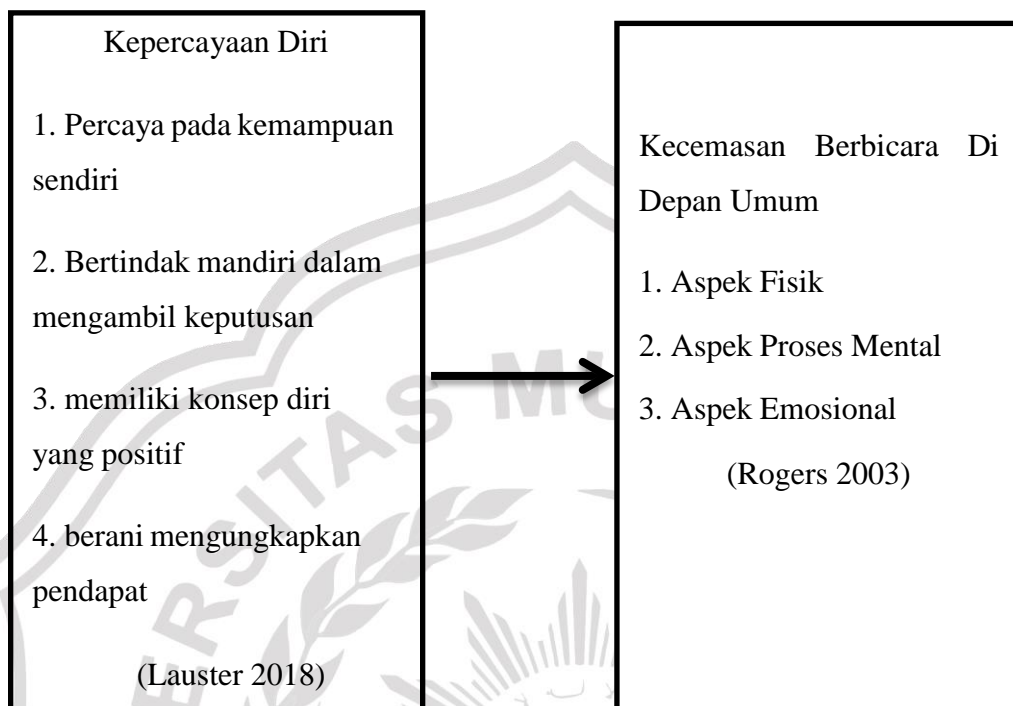 Kepercayaan Diri
1. Percaya pada kemampuan
sendiri
2. Bertindak mandiri dalam
mengambil keputusan
3. memiliki konsep diri
yang positif
4. berani mengungkapkan
pendapat
(Lauster 2018)
Kecemasan Berbicara Di
Depan Umum
1. Aspek Fisik
2. Aspek Proses Mental
3. Aspek Emosional
(Rogers 2003)
ERSITAS MU